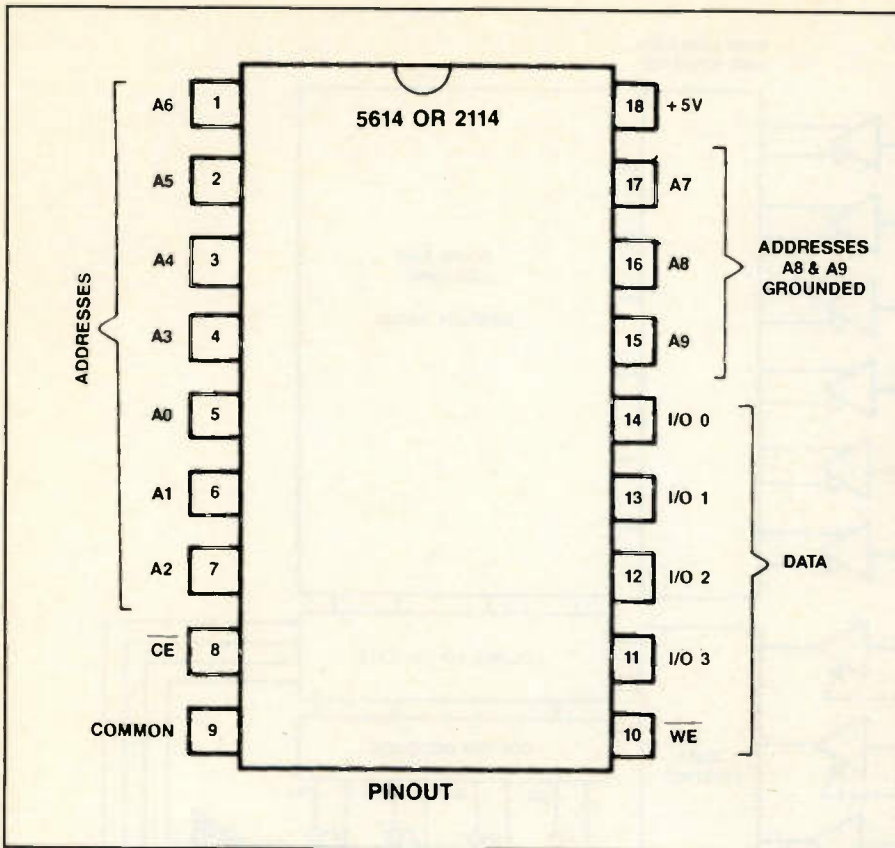 5614 OR 2114
A6 1
A5 2
A4 3
A3 4
A0 5
A1 6
A2 7
CE 8
COMMON 9
ADDRESSES
18 +5V
17 A7
16 A8
15 A9
14 I/O 0
13 I/O 1
12 I/O 2
11 I/O 3
10 WE
ADDRESSES
A8 & A9
GROUNDED
DATA
PINOUT